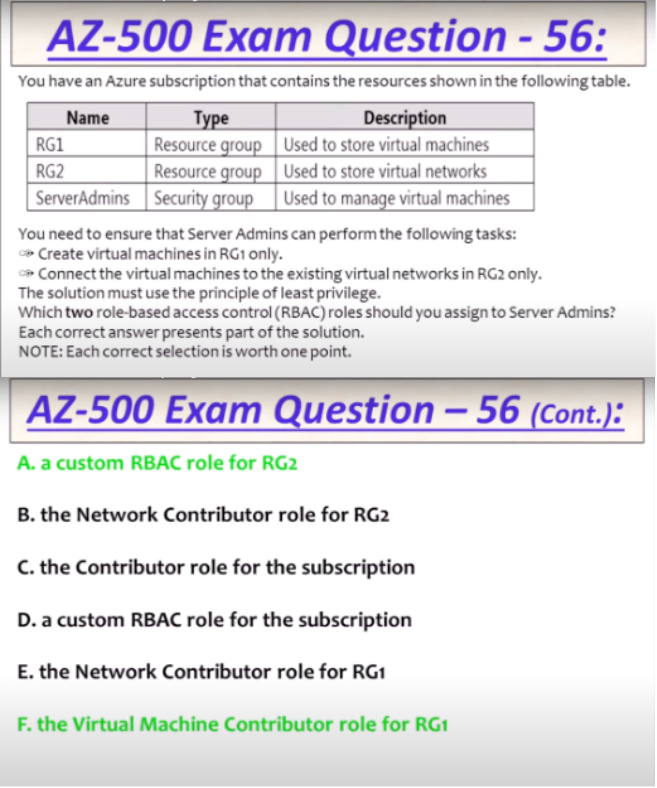 AZ-500 Exam Question - 56:
You have an Azure subscription that contains the resources shown in the following table.
Name Type Description
RG1 Resource group Used to store virtual machines
RG2 Resource group Used to store virtual networks
ServerAdmins Security group Used to manage virtual machines
You need to ensure that Server Admins can perform the following tasks:
Create virtual machines in RG1 only.
Connect the virtual machines to the existing virtual networks in RG2 only.
The solution must use the principle of least privilege.
Which two role-based access control (RBAC) roles should you assign to Server Admins?
Each correct answer presents part of the solution.
NOTE: Each correct selection is worth one point.
AZ-500 Exam Question – 56 (Cont.):
A. a custom RBAC role for RG2
B. the Network Contributor role for RG2
C. the Contributor role for the subscription
D. a custom RBAC role for the subscription
E. the Network Contributor role for RG1
F. the Virtual Machine Contributor role for RG1